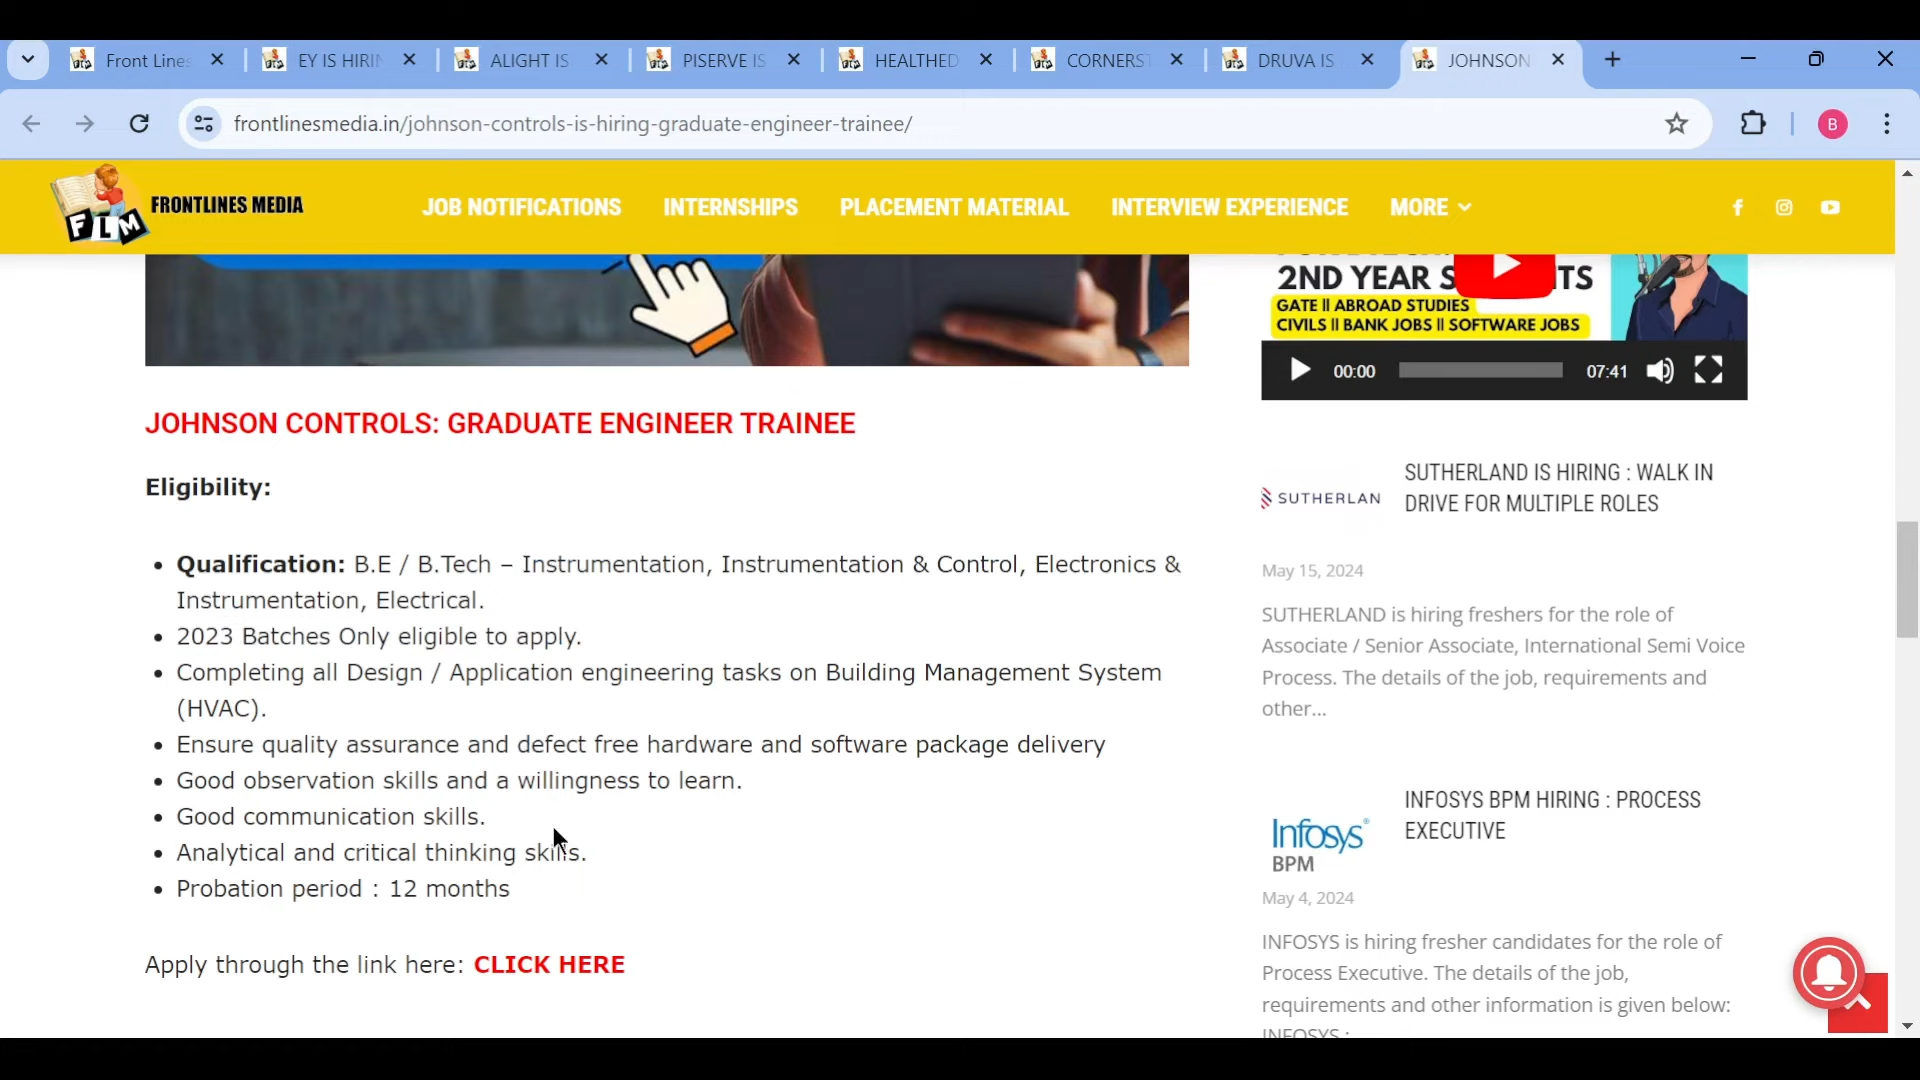 Front Lines
EY IS HIRIN
ALIGHT IS
PISERVE IS
HEALTHED
CORNERST
DRUVA IS
JOHNSON
frontlinesmedia.in/johnson-controls-is-hiring-graduate-engineer-trainee/
B
FLM
FRONTLINES MEDIA
JOB NOTIFICATIONS
INTERNSHIPS
PLACEMENT MATERIAL
INTERVIEW EXPERIENCE
MORE
JOHNSON CONTROLS: GRADUATE ENGINEER TRAINEE
Eligibility:
• Qualification: B.E / B.Tech – Instrumentation, Instrumentation & Control, Electronics &
Instrumentation, Electrical.
• 2023 Batches Only eligible to apply.
• Completing all Design / Application engineering tasks on Building Management System
(HVAC).
• Ensure quality assurance and defect free hardware and software package delivery
• Good observation skills and a willingness to learn.
• Good communication skills.
• Analytical and critical thinking skills.
• Probation period : 12 months
Apply through the link here: CLICK HERE
2ND YEAR S TS
GATE || ABROAD STUDIES
CIVILS || BANK JOBS || SOFTWARE JOBS
00:00
07:41
SUTHERLAN
SUTHERLAND IS HIRING : WALK IN
DRIVE FOR MULTIPLE ROLES
May 15, 2024
SUTHERLAND is hiring freshers for the role of
Associate / Senior Associate, International Semi Voice
Process. The details of the job, requirements and
other...
Infosys®
BPM
INFOSYS BPM HIRING : PROCESS
EXECUTIVE
May 4, 2024
INFOSYS is hiring fresher candidates for the role of
Process Executive. The details of the job,
requirements and other information is given below:
INFOSYS :